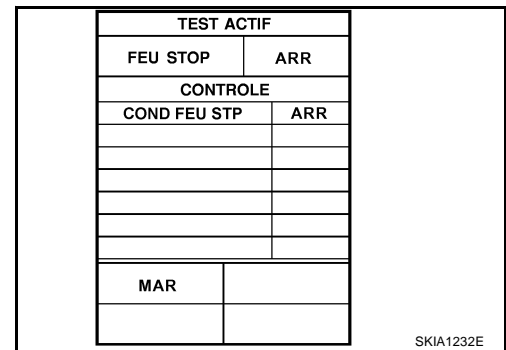 TEST ACTIF
FEU STOP ARR
CONTROLE
COND FEU STP ARR
MAR
SKIA1232E